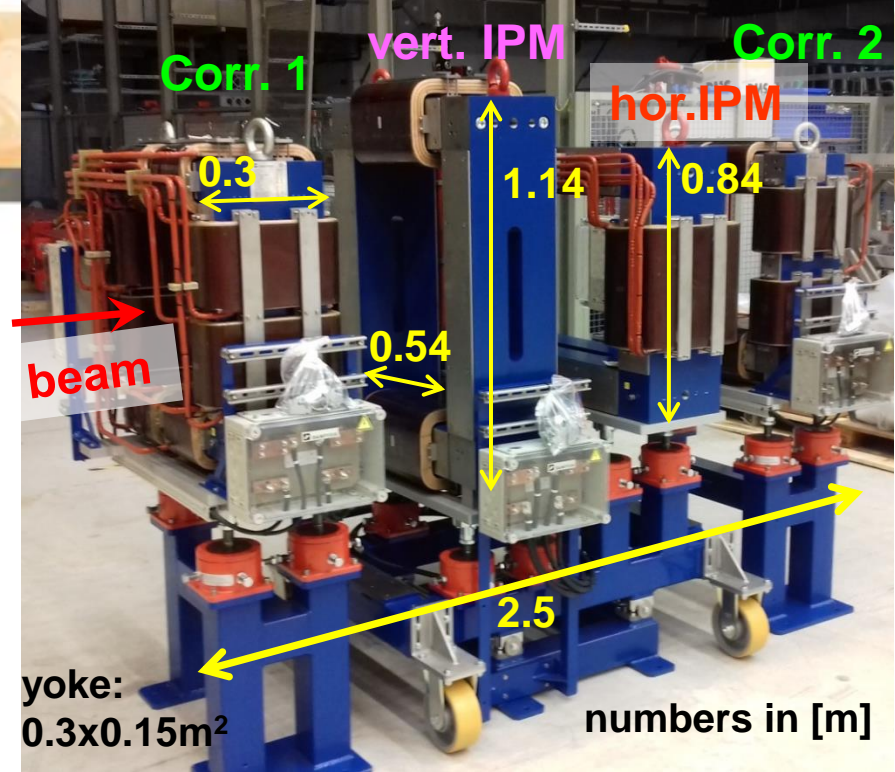 vert. IPM
Corr. 2
Corr. 1
hor.IPM
0.3
1.14
0.84
0.54
beam
2.5
yoke:
0.3x0.15m²
numbers in [m]